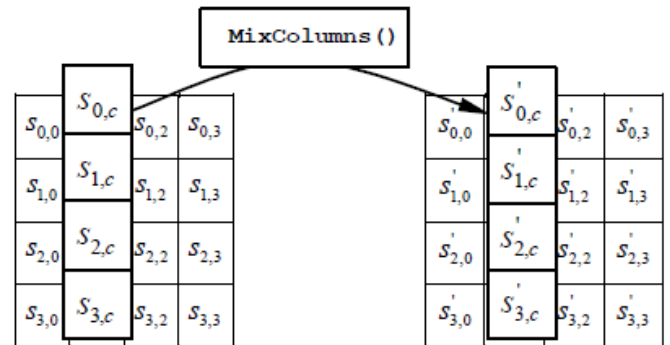 MixColumns()
s0,0 S0,c s0,2 s0,3 s'0,0 S'0,c s'0,2 s'0,3
s1,0 S1,c s1,2 s1,3 s'1,0 S'1,c s'1,2 s'1,3
s2,0 S2,c s2,2 s2,3 s'2,0 S'2,c s'2,2 s'2,3
s3,0 S3,c s3,2 s3,3 s'3,0 S'3,c s'3,2 s'3,3